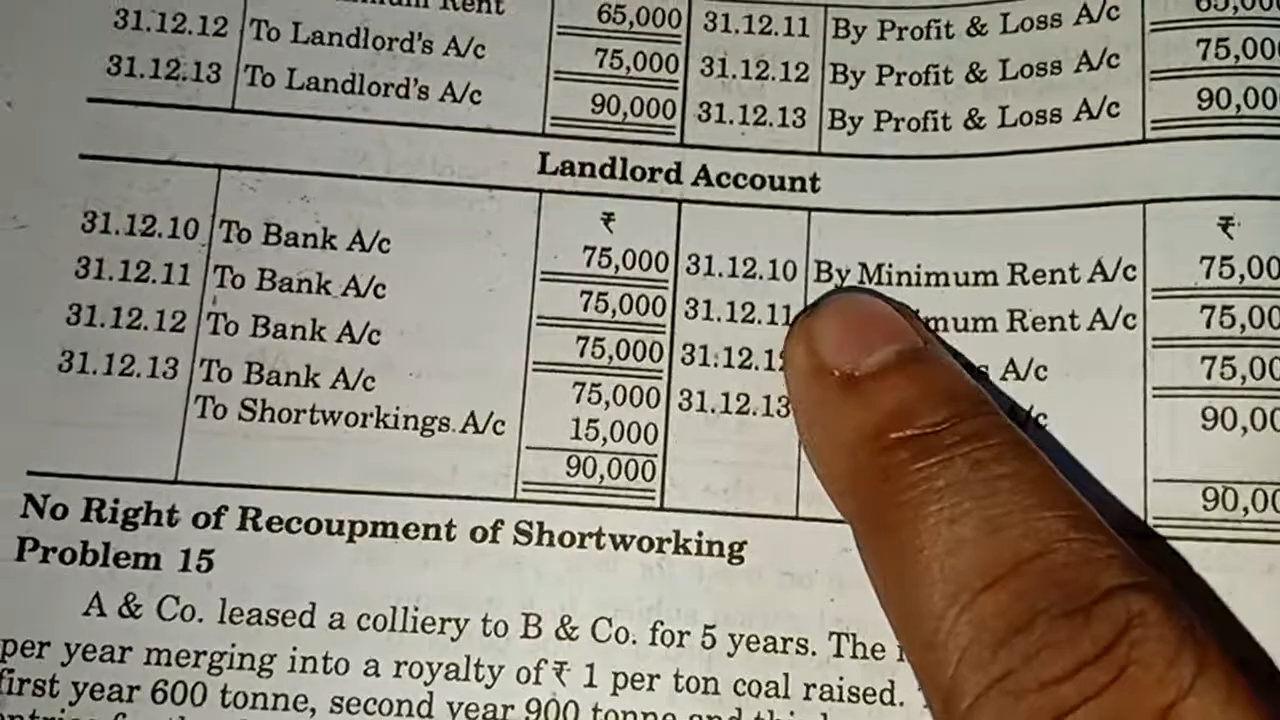 Rent 65,000 31.12.11 By Profit & Loss A/c
31.12.12 To Landlord's A/c 75,000 31.12.12 By Profit & Loss A/c 75,00
31.12.13 To Landlord's A/c 90,000 31.12.13 By Profit & Loss A/c 90,00
Landlord Account
₹ ₹
31.12.10 To Bank A/c 75,000 31.12.10 By Minimum Rent A/c 75,00
31.12.11 To Bank A/c 75,000 31.12.11 Rent A/c 75,00
31.12.12 To Bank A/c 75,000 A/c 75,00
31.12.13 To Bank A/c 75,000 31.12.13 90,00
To Shortworkings A/c 15,000
90,000 90,00
No Right of Recoupment of Shortworking
Problem 15
A & Co. leased a colliery to B & Co. for 5 years. The
per year merging into a royalty of ₹ 1 per ton coal raised.
first year 600 tonne, second year 900 tonne and